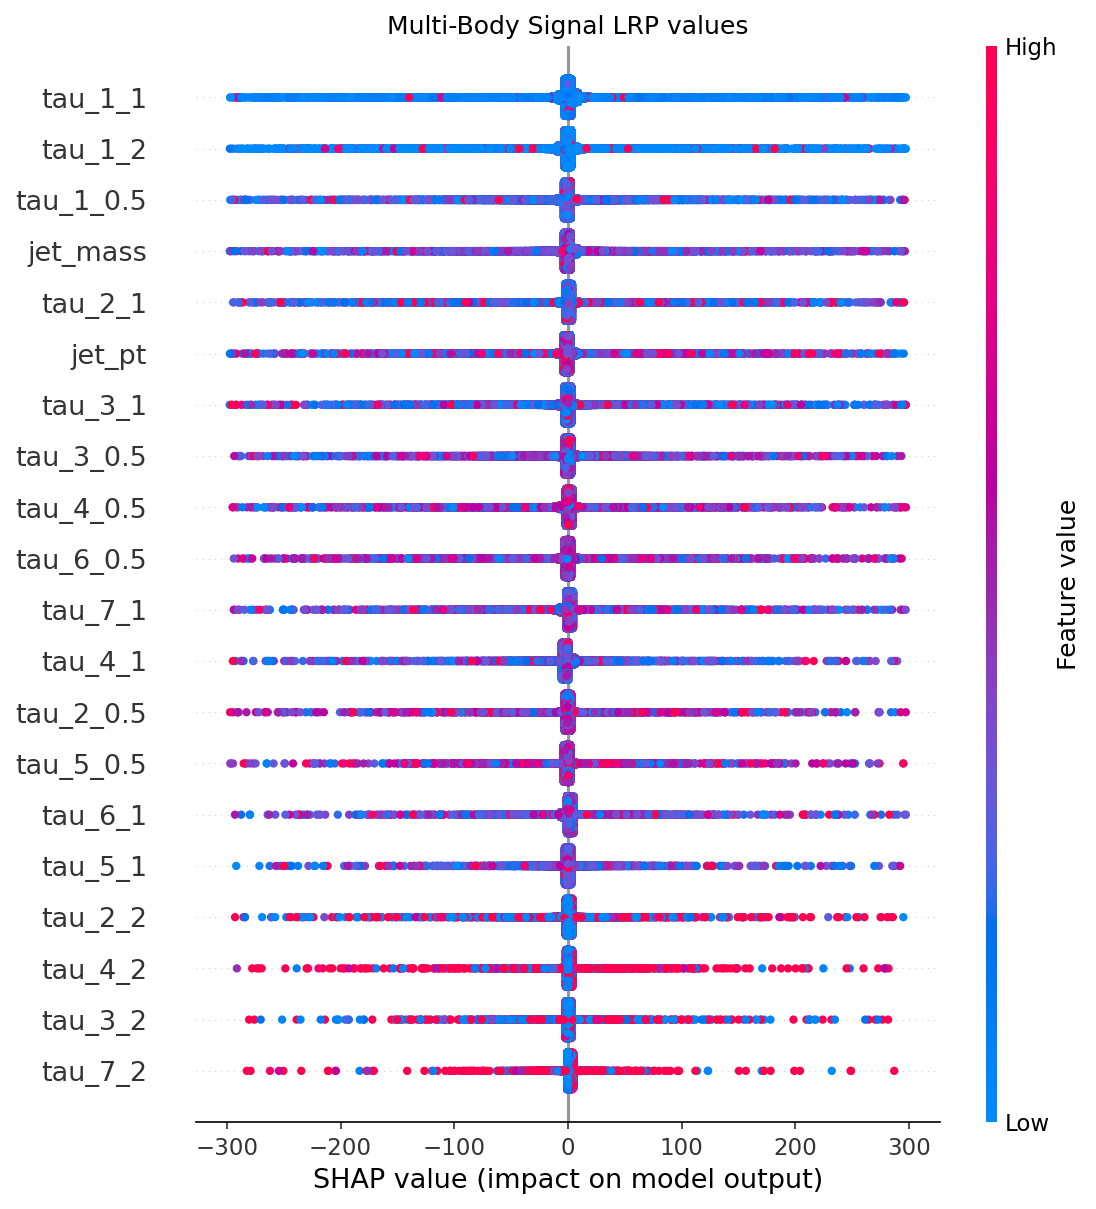 Multi-Body Signal LRP values
High
tau_1_1
tau_1_2
tau_1_0.5
jet_mass
tau_2_1
jet_pt
tau_3_1
tau_3_0.5
tau_4_0.5
tau_6_0.5
tau_7_1
tau_4_1
tau_2_0.5
tau_5_0.5
tau_6_1
tau_5_1
tau_2_2
tau_4_2
tau_3_2
tau_7_2
Feature value
Low
−300 −200 −100 0 100 200 300
SHAP value (impact on model output)